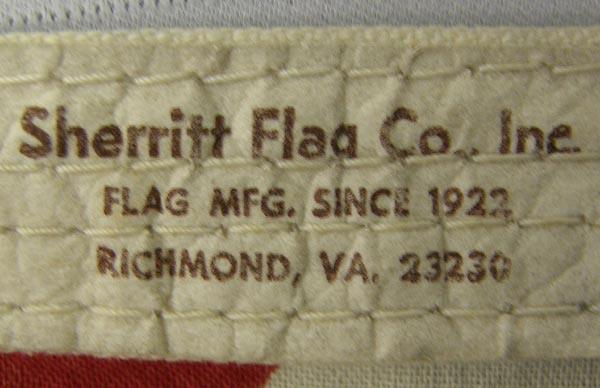 Sherritt Flag Co., Inc.
FLAG MFG. SINCE 1922
RICHMOND, VA. 23230